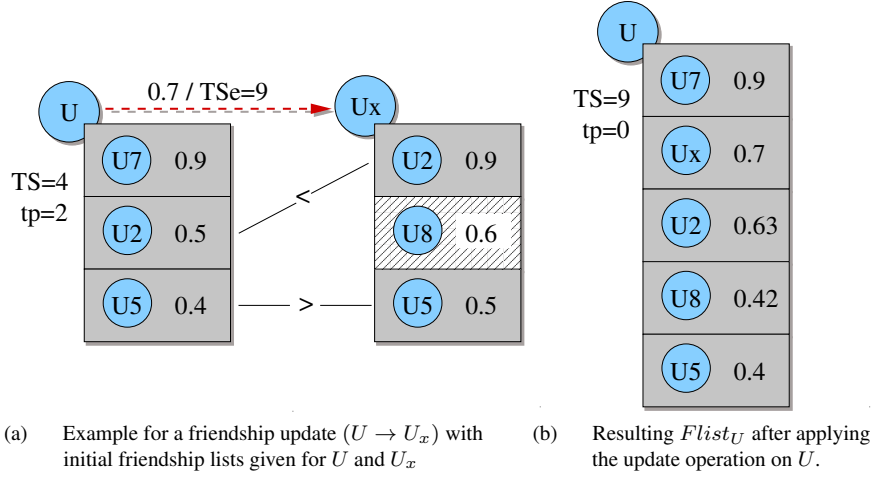 U
0.7 / TSe=9
Ux
TS=4
tp=2
U7 0.9
U2 0.5
U5 0.4
<
>
U2 0.9
U8 0.6
U5 0.5
U
TS=9
tp=0
U7 0.9
Ux 0.7
U2 0.63
U8 0.42
U5 0.4
(a) Example for a friendship update (U → Ux) with
initial friendship lists given for U and Ux
(b) Resulting FlistU after applying
the update operation on U.